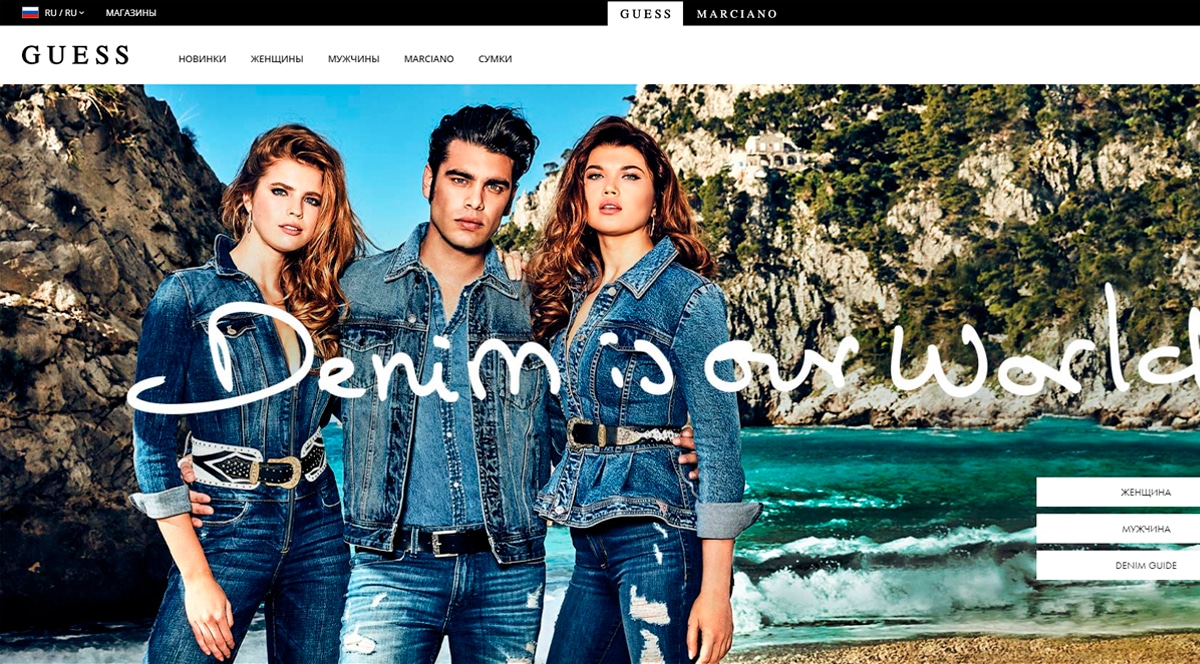 RU / RU МАГАЗИНЫ GUESS MARCIANO
GUESS НОВИНКИ ЖЕНЩИНЫ МУЖЧИНЫ MARCIANO СУМКИ
Denim is our World
ЖЕНЩИНА
МУЖЧИНА
DENIM GUIDE